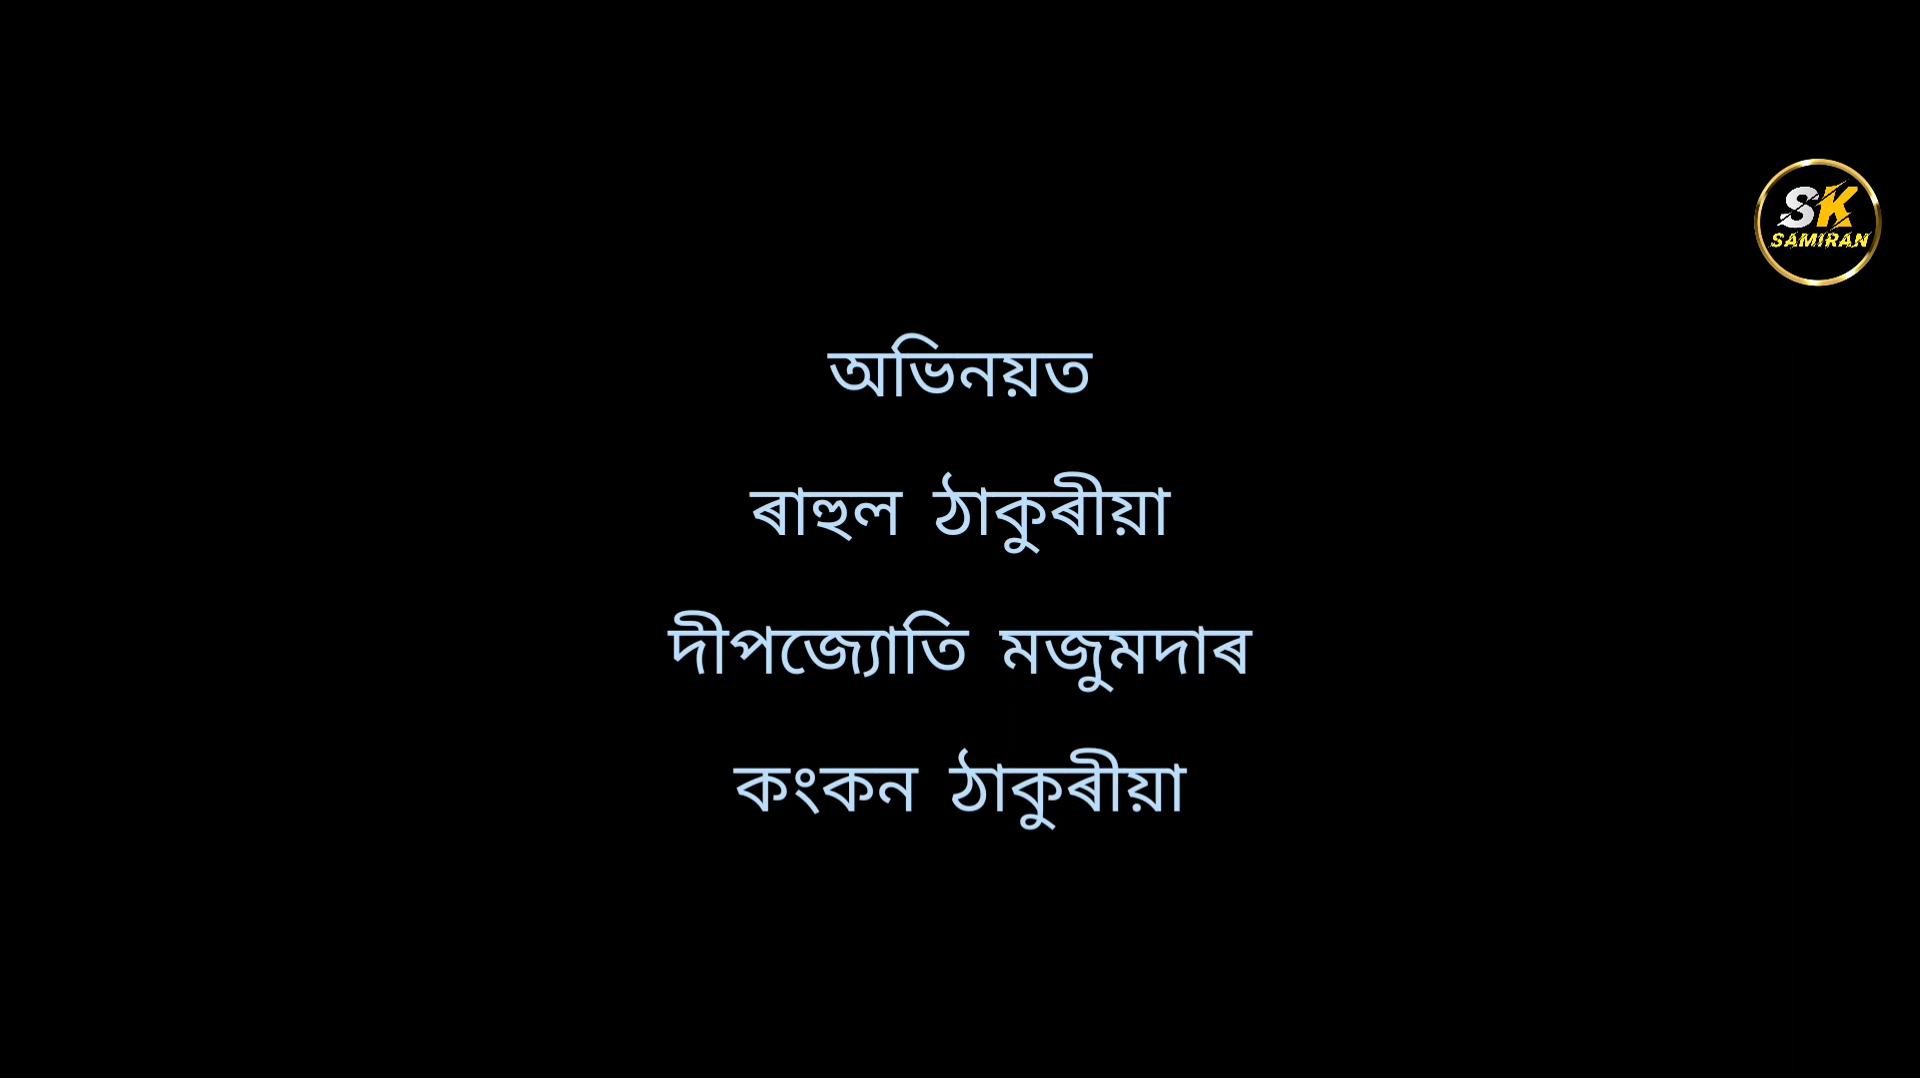 SK
SAMIRAN
অভিনয়ত
ৰাহুল ঠাকুৰীয়া
দীপজ্যোতি মজুমদাৰ
কংকন ঠাকুৰীয়া